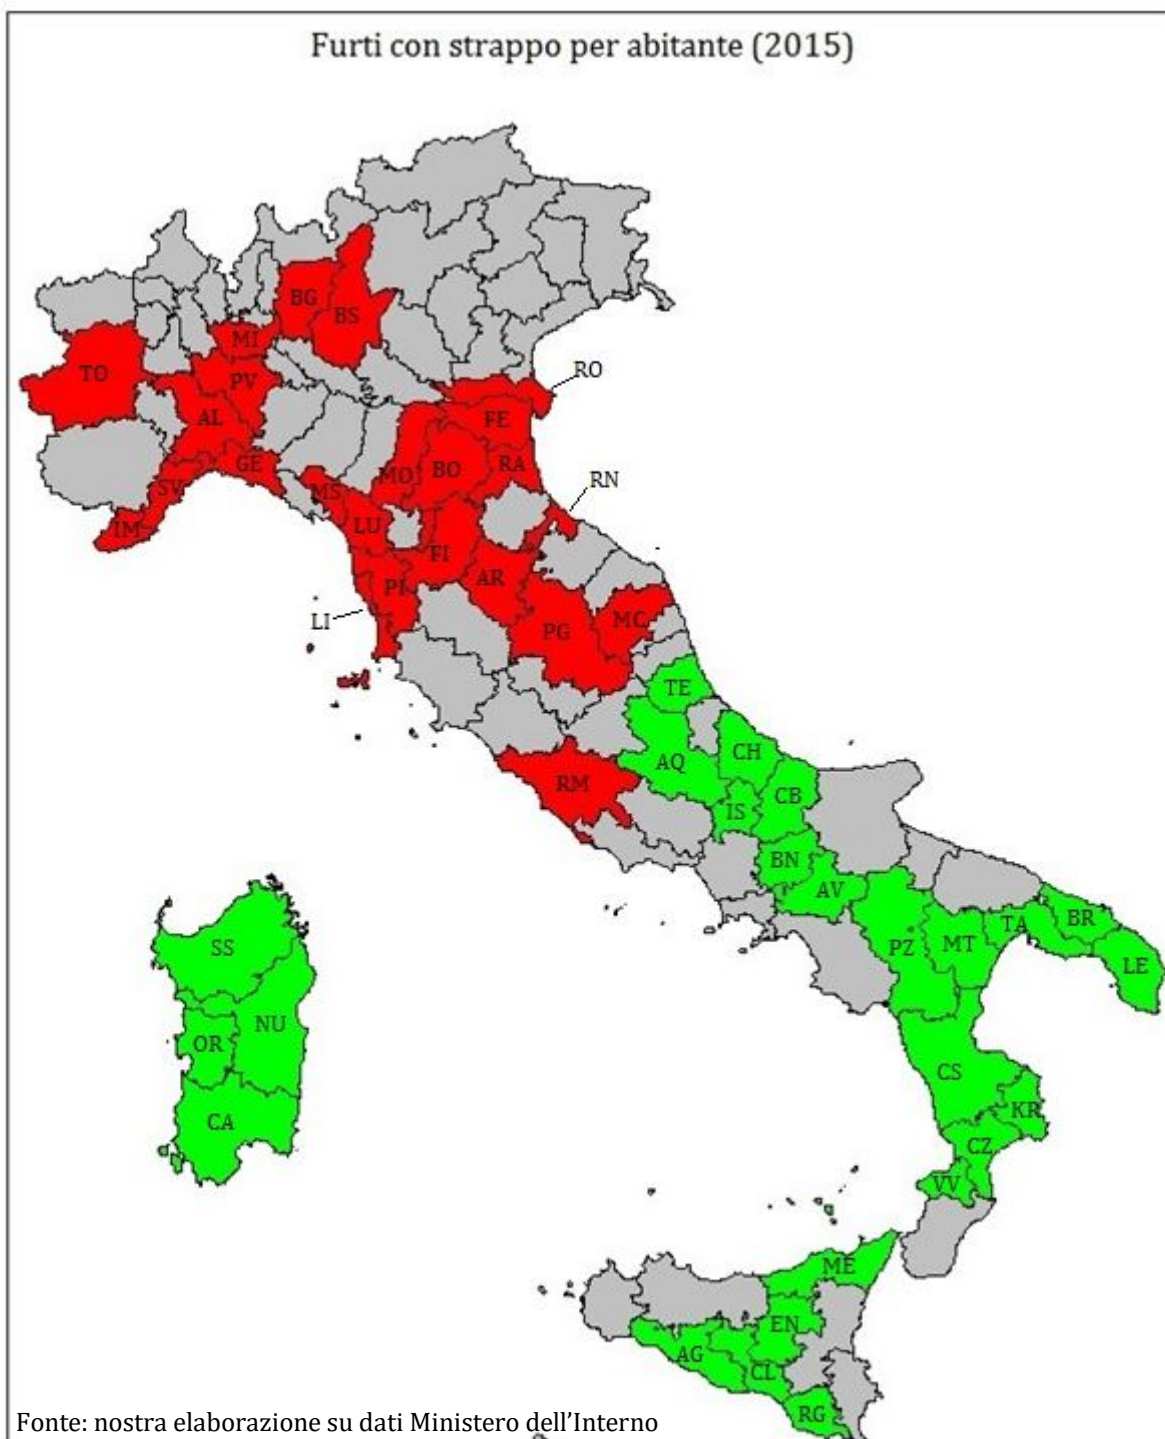 Furti con strappo per abitante (2015)
BG
BS
MI
TO
PV
RO
AL
FE
GE
MO
BO
RA
RN
SV
MS
IM
LU
FI
AR
PI
LI
PG
MC
TE
CH
AQ
RM
CB
IS
BN
AV
SS
BR
TA
PZ
MT
LE
NU
OR
CS
CA
KR
CZ
VV
ME
EN
AG
CL
RG
Fonte: nostra elaborazione su dati Ministero dell'Interno